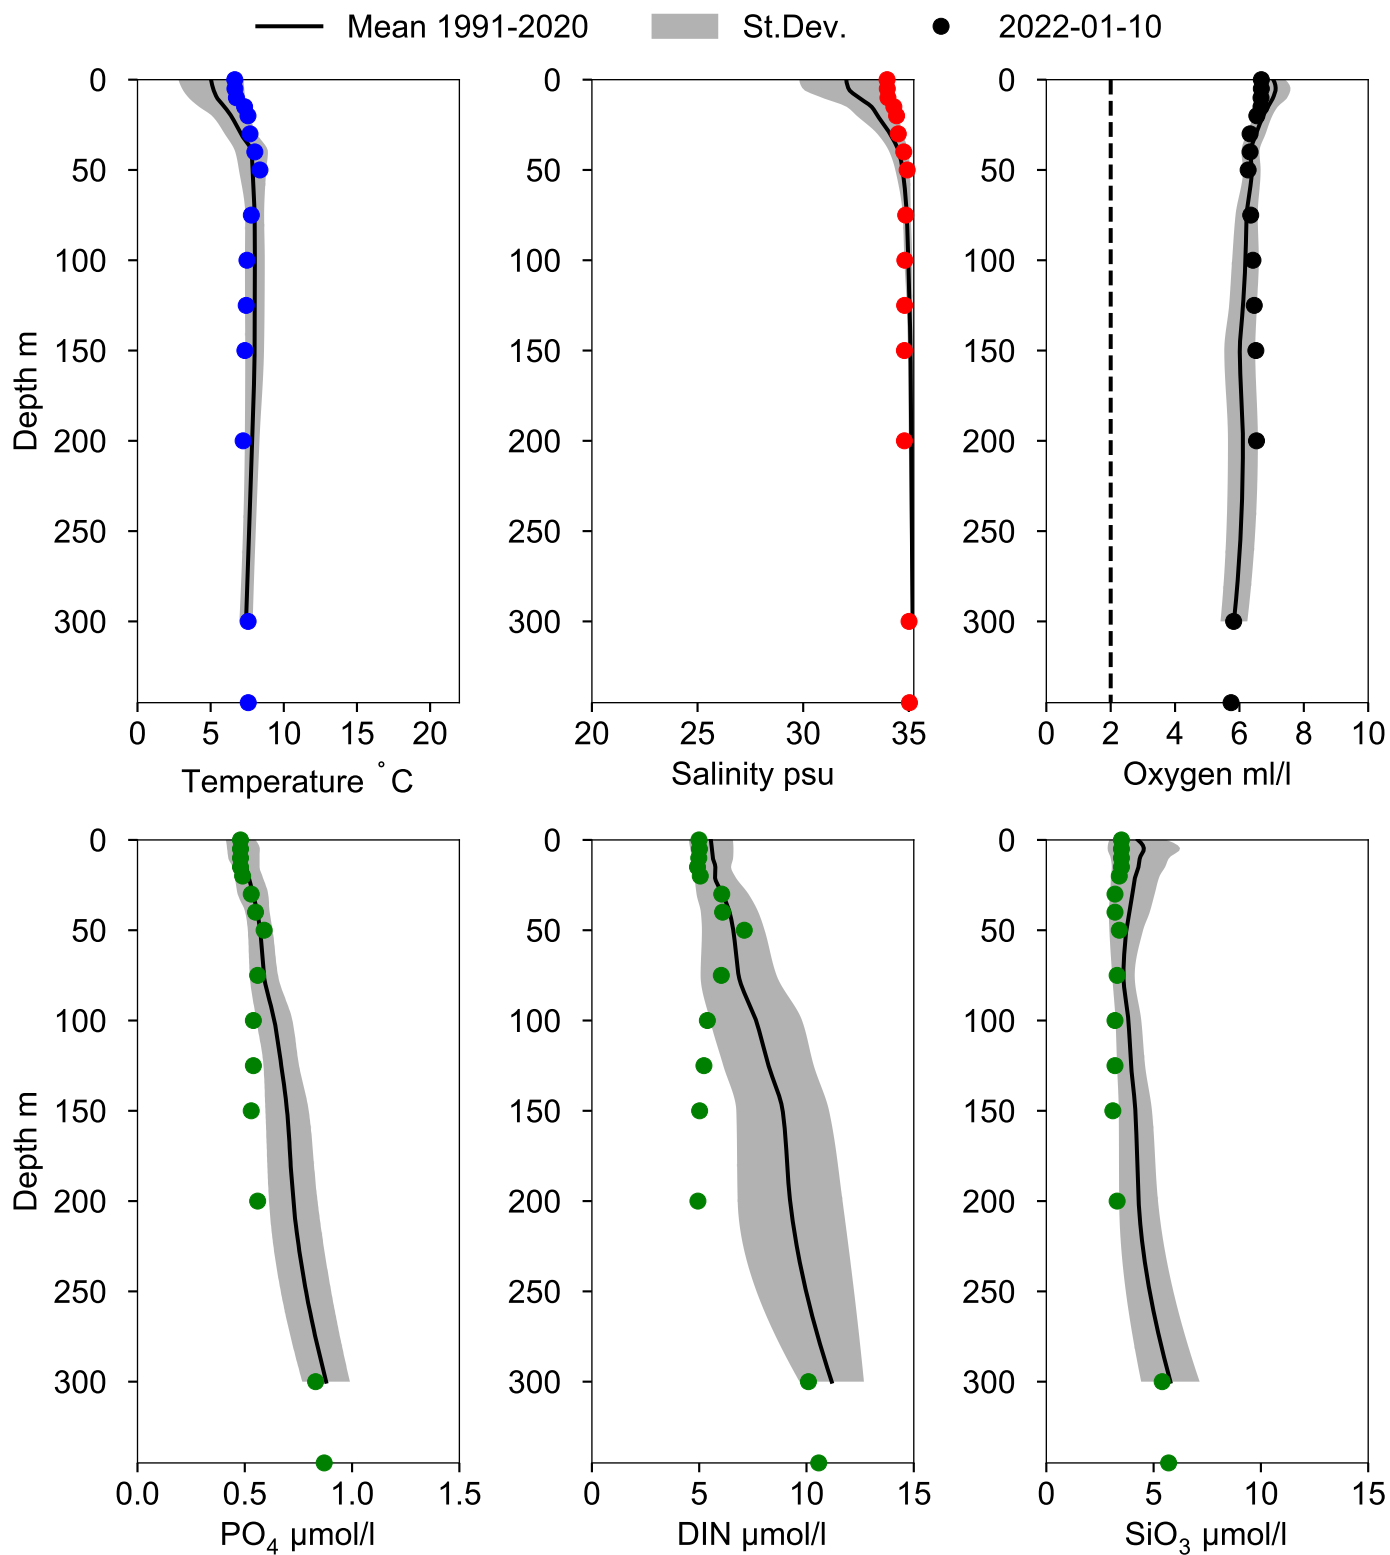 Mean 1991-2020 St.Dev. 2022-01-10
0 0 0
50 50 50
100 100 100
150 150 150
200 200 200
250 250 250
300 300 300
Depth m
0 5 10 15 20 20 25 30 35 0 2 4 6 8 10
Temperature °C Salinity psu Oxygen ml/l
0 0 0
50 50 50
100 100 100
150 150 150
200 200 200
250 250 250
300 300 300
Depth m
0.0 0.5 1.0 1.5 0 5 10 15 0 5 10 15
PO₄ µmol/l DIN µmol/l SiO₃ µmol/l